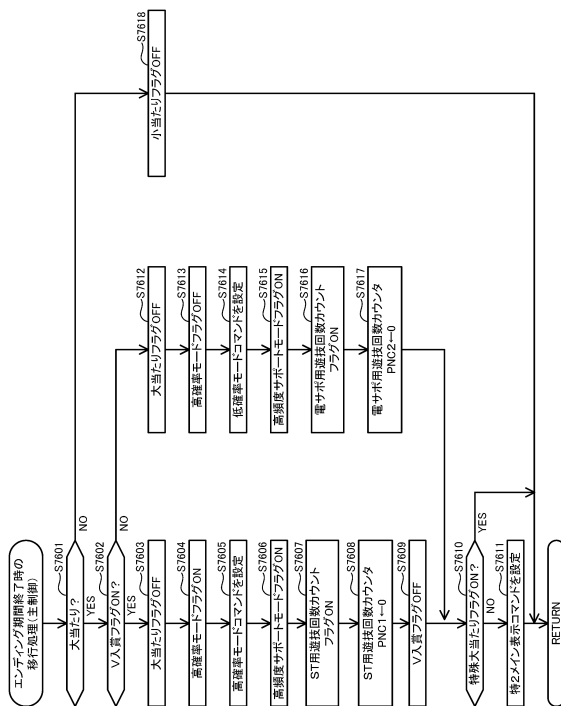 エンディング期間終了時の
移行処理(主制御)
S7601
大当たり?
NO
YES
S7602
V入賞フラグON?
NO
YES
S7603
大当たりフラグOFF
S7604
高確率モードフラグON
S7605
高確率モードコマンドを設定
S7606
高頻度サポートモードフラグON
S7607
ST用遊技回数カウント
フラグON
S7608
ST用遊技回数カウンタ
PNC1←0
S7609
V入賞フラグOFF
S7610
特殊大当たりフラグON?
YES
NO
S7611
特2メイン表示コマンドを設定
RETURN
S7612
大当たりフラグOFF
S7613
高確率モードフラグOFF
S7614
低確率モードコマンドを設定
S7615
高頻度サポートモードフラグON
S7616
電サポ用遊技回数カウント
フラグON
S7617
電サポ用遊技回数カウンタ
PNC2←0
S7618
小当たりフラグOFF